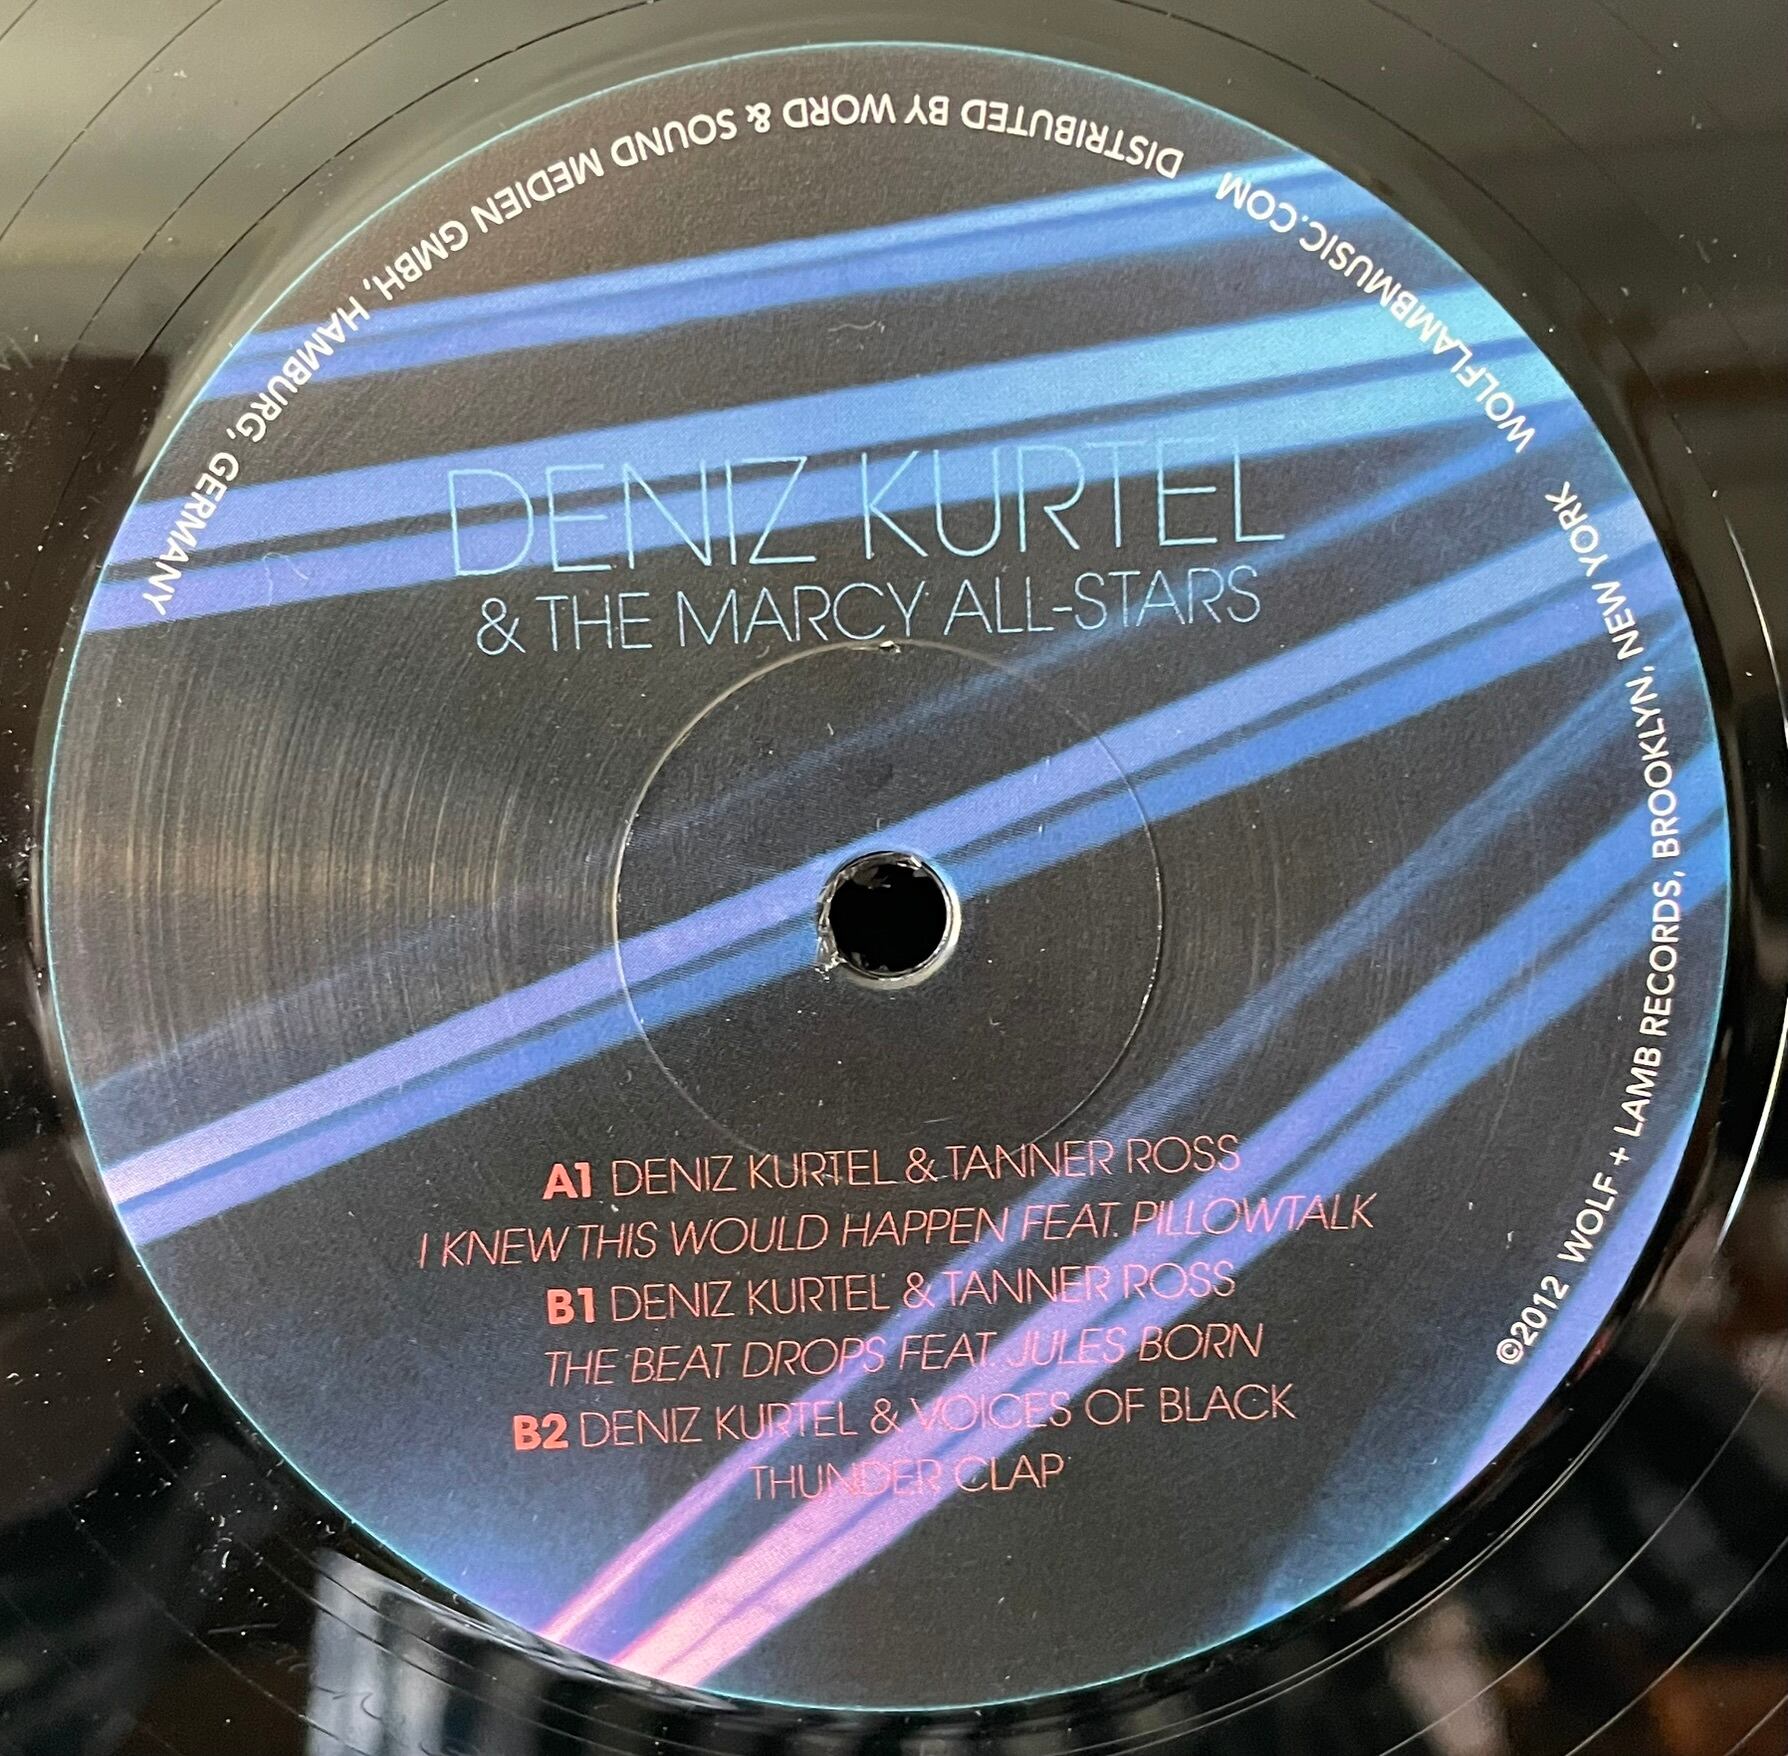 DENIZ KURTEL
& THE MARCY ALL-STARS
A1 DENIZ KURTEL & TANNER ROSS
I KNEW THIS WOULD HAPPEN FEAT. PILLOWTALK
B1 DENIZ KURTEL & TANNER ROSS
THE BEAT DROPS FEAT. JULES BORN
B2 DENIZ KURTEL & VOICES OF BLACK
THUNDER CLAP
©2012 WOLF + LAMB RECORDS, BROOKLYN, NEW YORK WOLFLAMBMUSIC.COM DISTRIBUTED BY WORD & SOUND MEDIEN GMBH, HAMBURG, GERMANY